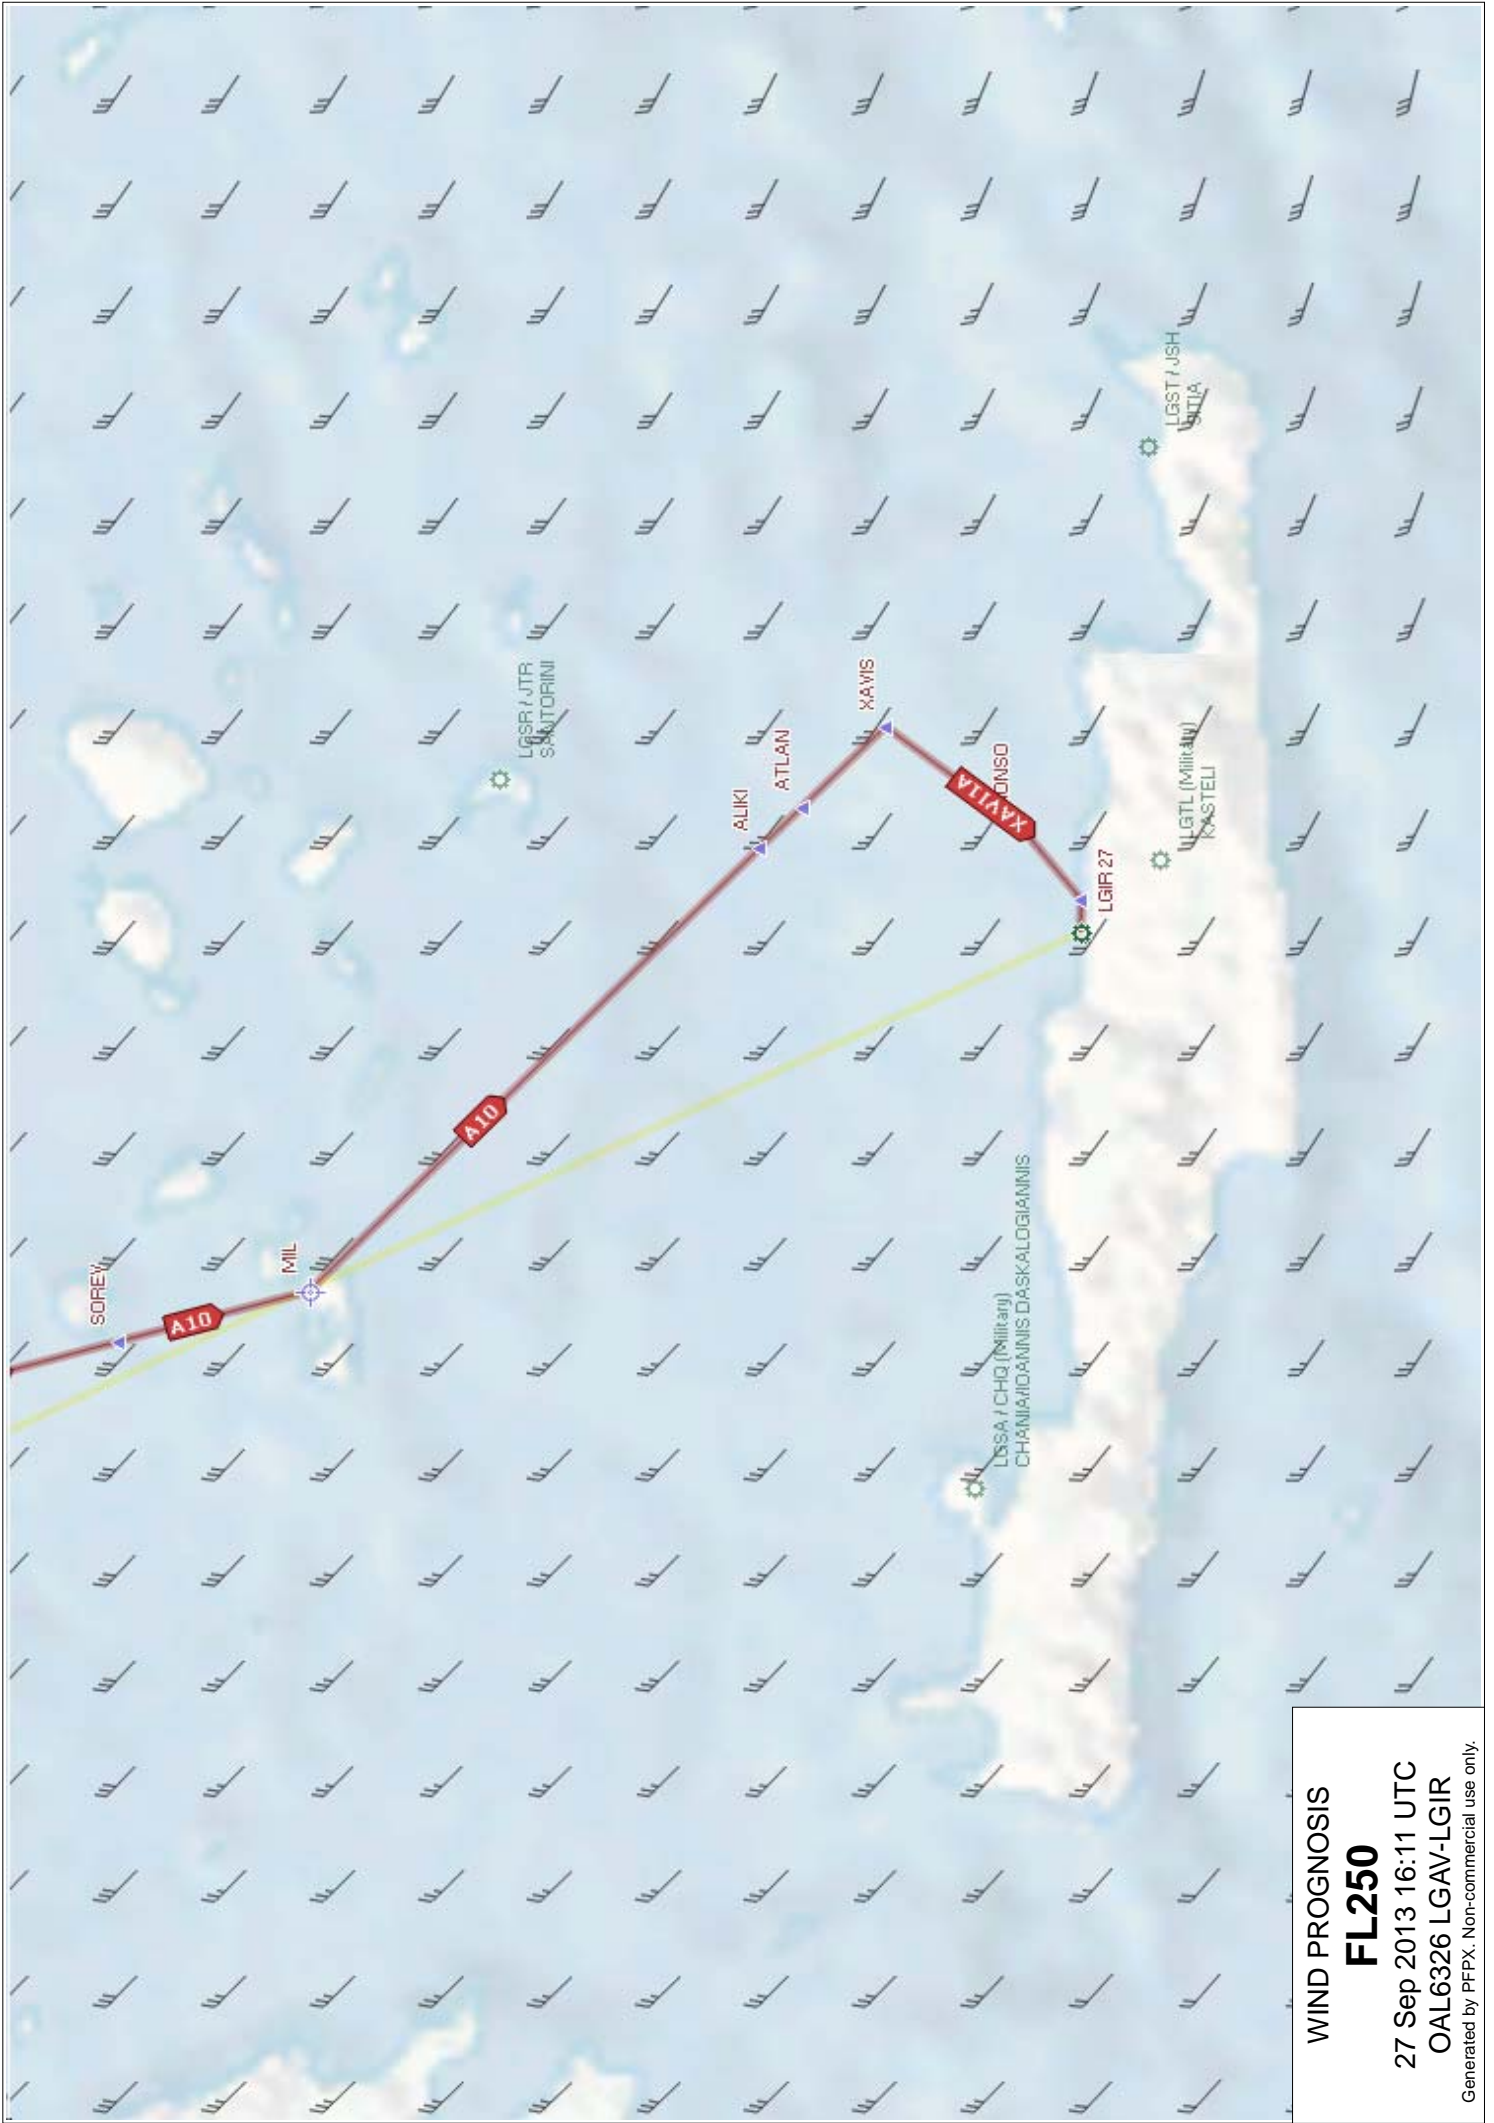 SOREV
A10
MIL
A10
LGSR / JTR
SANTORINI
ALIKI
ATLAN
XAVIS
XAVI1A
ONSO
LGIR 27
LGTL (Military)
KASTELI
LGST / JSH
SITIA
LGSA / CHQ (Military)
CHANIA/IOANNIS DASKALOGIANNIS
WIND PROGNOSIS
FL250
27 Sep 2013 16:11 UTC
OAL6326 LGAV-LGIR
Generated by PFPX. Non-commercial use only.